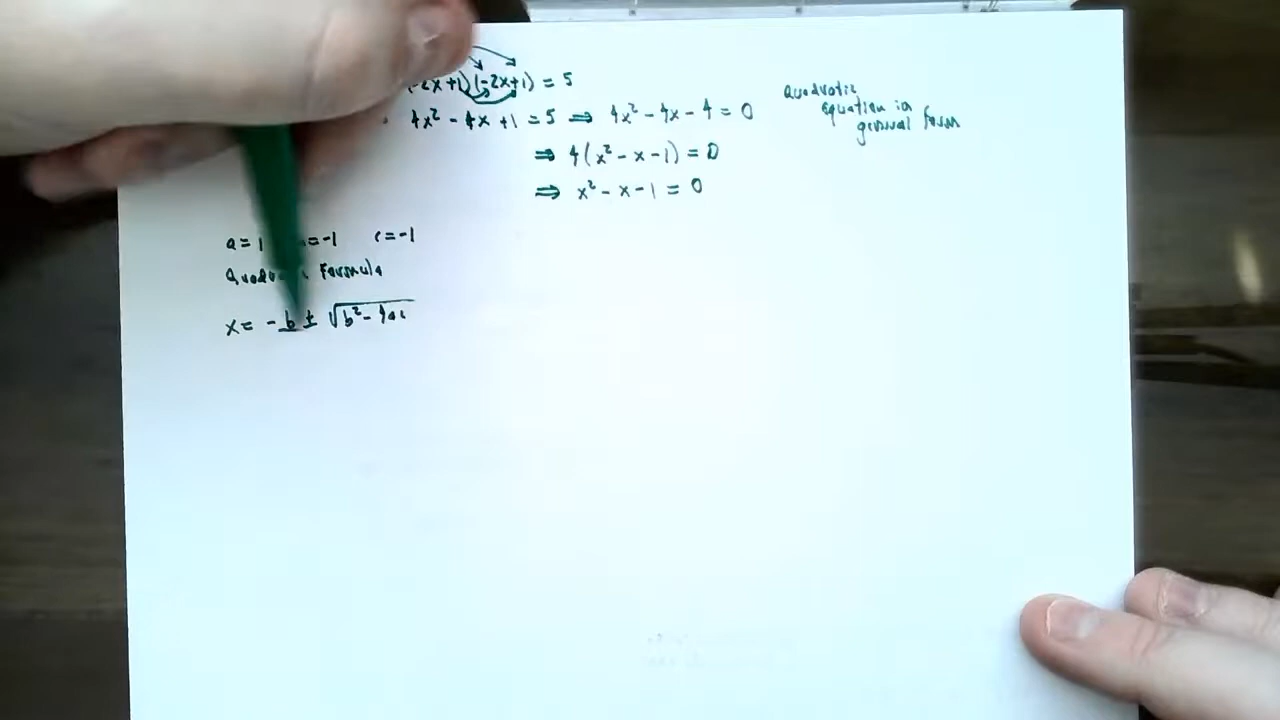 (-2x+1)(-2x+1) = 5
4x² - 4x + 1 = 5 ⇒ 4x² - 4x - 4 = 0
Quadratic
equation in
general form
⇒ 4(x² - x - 1) = 0
⇒ x² - x - 1 = 0
a = 1 = -1 c = -1
Formula
x = -b ± √b² - 4ac